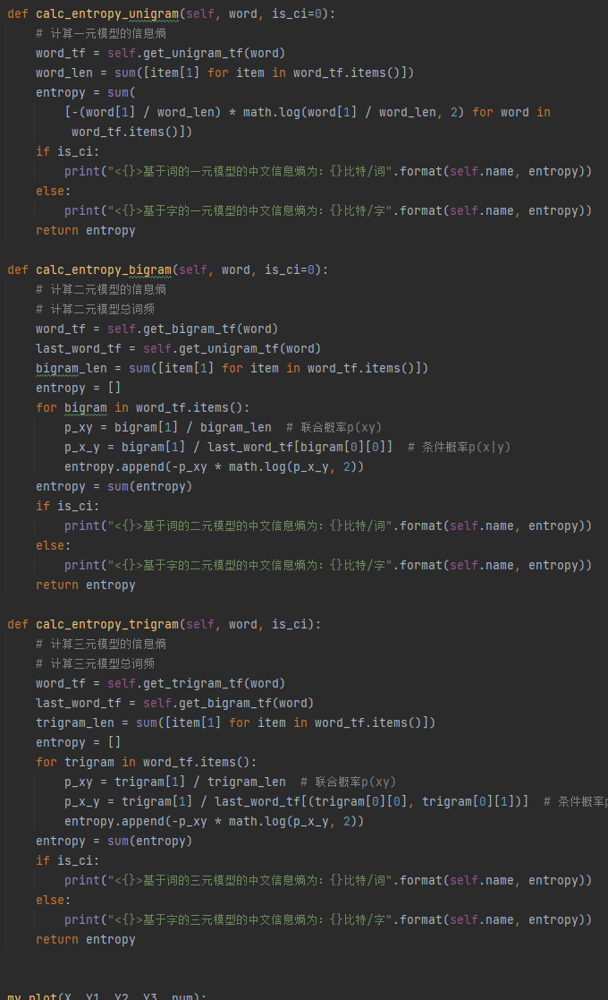 def calc_entropy_unigram(self, word, is_ci=0):
# 计算一元模型的信息熵
word_tf = self.get_unigram_tf(word)
word_len = sum([item[1] for item in word_tf.items()])
entropy = sum(
[-(word[1] / word_len) * math.log(word[1] / word_len, 2) for word in
word_tf.items()])
if is_ci:
print("<{}>基于词的一元模型的中文信息熵为: {}比特/词".format(self.name, entropy))
else:
print("<{}>基于字的一元模型的中文信息熵为: {}比特/字".format(self.name, entropy))
return entropy
def calc_entropy_bigram(self, word, is_ci=0):
# 计算二元模型的信息熵
# 计算二元模型总词频
word_tf = self.get_bigram_tf(word)
last_word_tf = self.get_unigram_tf(word)
bigram_len = sum([item[1] for item in word_tf.items()])
entropy = []
for bigram in word_tf.items():
p_xy = bigram[1] / bigram_len  # 联合概率p(xy)
p_x_y = bigram[1] / last_word_tf[bigram[0][0]]  # 条件概率p(x|y)
entropy.append(-p_xy * math.log(p_x_y, 2))
entropy = sum(entropy)
if is_ci:
print("<{}>基于词的二元模型的中文信息熵为: {}比特/词".format(self.name, entropy))
else:
print("<{}>基于字的二元模型的中文信息熵为: {}比特/字".format(self.name, entropy))
return entropy
def calc_entropy_trigram(self, word, is_ci):
# 计算三元模型的信息熵
# 计算三元模型总词频
word_tf = self.get_trigram_tf(word)
last_word_tf = self.get_bigram_tf(word)
trigram_len = sum([item[1] for item in word_tf.items()])
entropy = []
for trigram in word_tf.items():
p_xy = trigram[1] / trigram_len  # 联合概率p(xy)
p_x_y = trigram[1] / last_word_tf[(trigram[0][0], trigram[0][1])]  # 条件概率p
entropy.append(-p_xy * math.log(p_x_y, 2))
entropy = sum(entropy)
if is_ci:
print("<{}>基于词的三元模型的中文信息熵为: {}比特/词".format(self.name, entropy))
else:
print("<{}>基于字的三元模型的中文信息熵为: {}比特/字".format(self.name, entropy))
return entropy
my_plot(X, Y1, Y2, Y3, num):